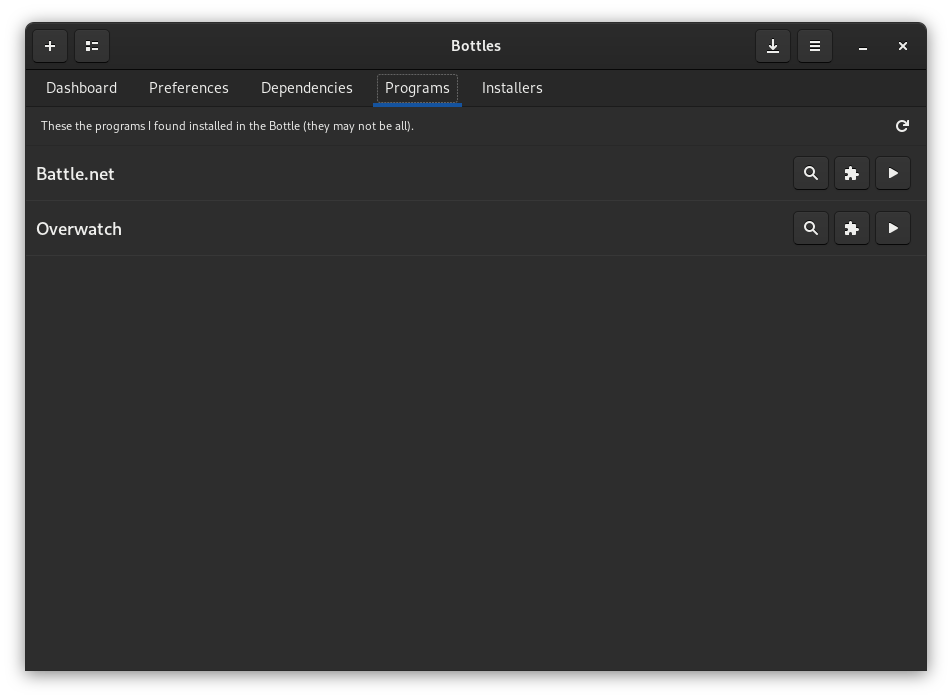 Bottles
Dashboard Preferences Dependencies Programs Installers
These the programs I found installed in the Bottle (they may not be all).
Battle.net
Overwatch